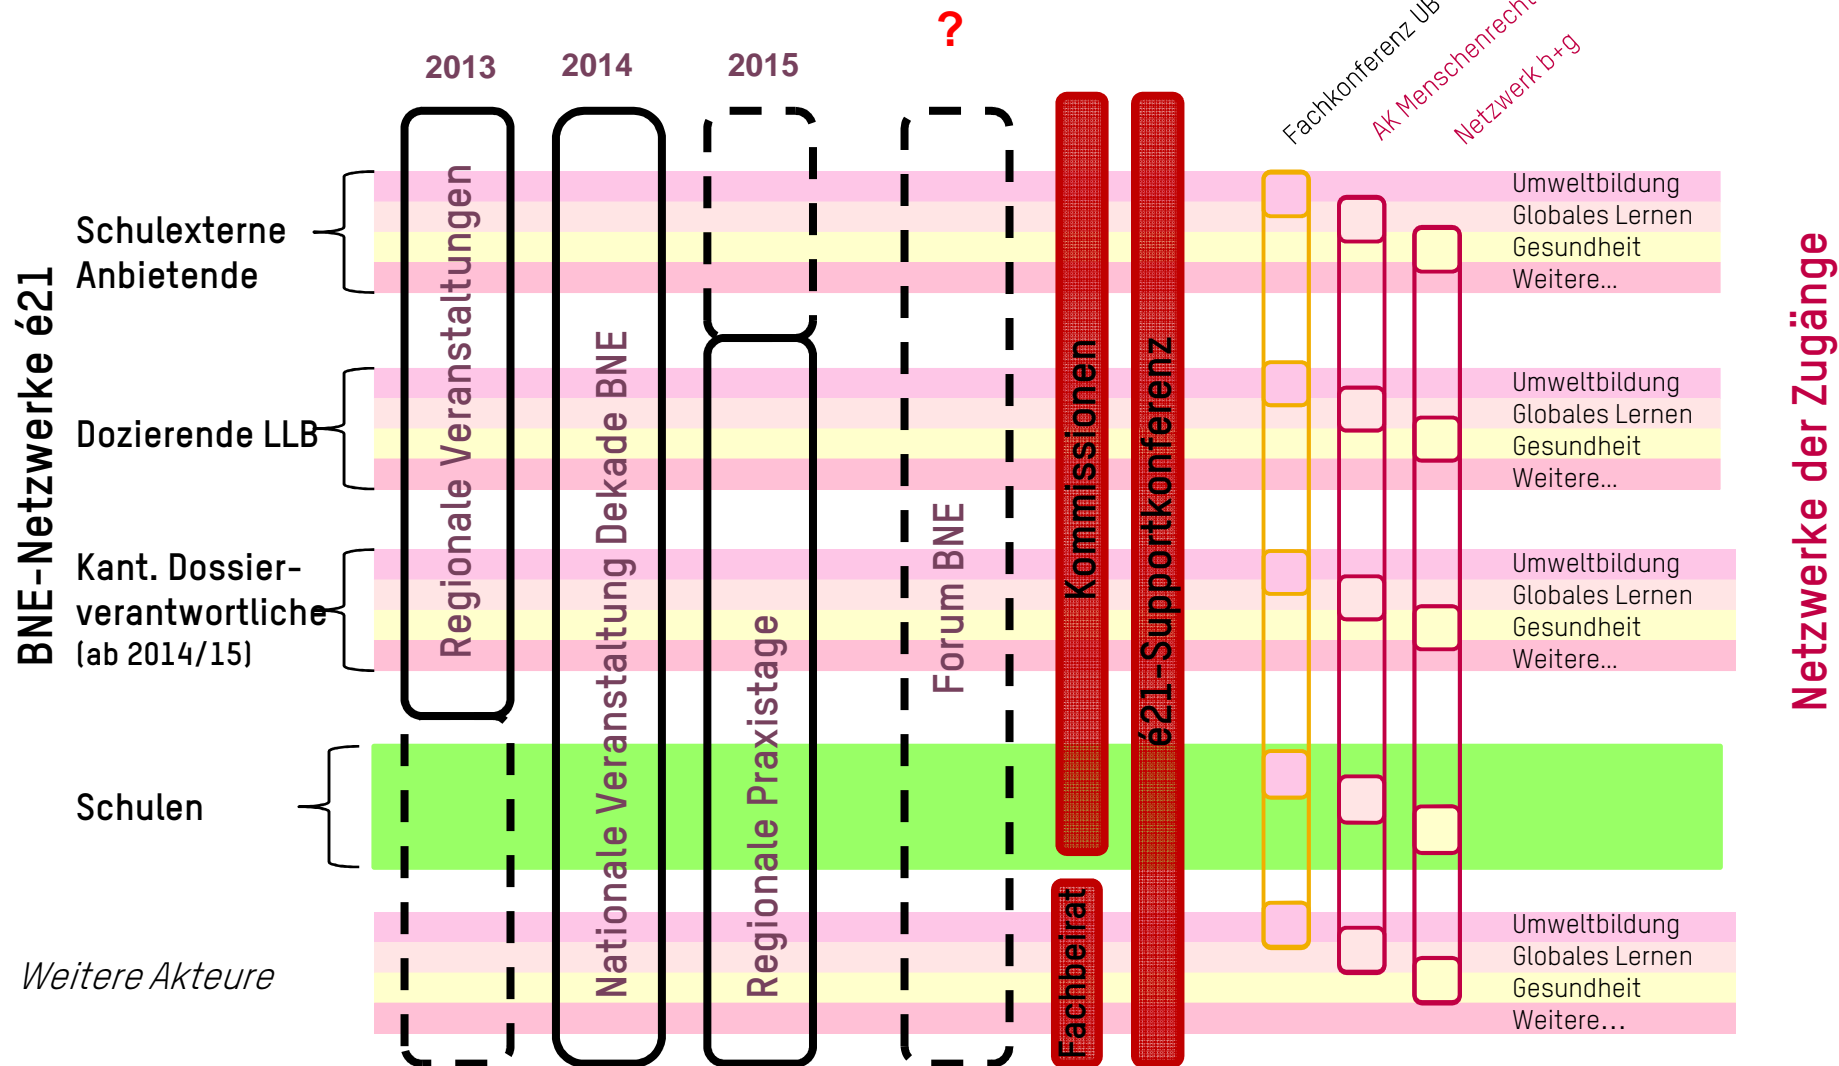 ?
2013
2014
2015
Fachkonferenz UB
AK Menschenrecht
Netzwerk b+g
BNE-Netzwerke é21
Schulexterne
Anbietende
Dozierende LLB
Kant. Dossier-
verantwortliche
(ab 2014/15)
Schulen
Weitere Akteure
Regionale Veranstaltungen
Nationale Veranstaltung Dekade BNE
Regionale Praxistage
Forum BNE
Kommissionen
Fachbeirat
é21-Supportkonferenz
Umweltbildung
Globales Lernen
Gesundheit
Weitere...
Umweltbildung
Globales Lernen
Gesundheit
Weitere...
Umweltbildung
Globales Lernen
Gesundheit
Weitere...
Umweltbildung
Globales Lernen
Gesundheit
Weitere...
Netzwerke der Zugänge